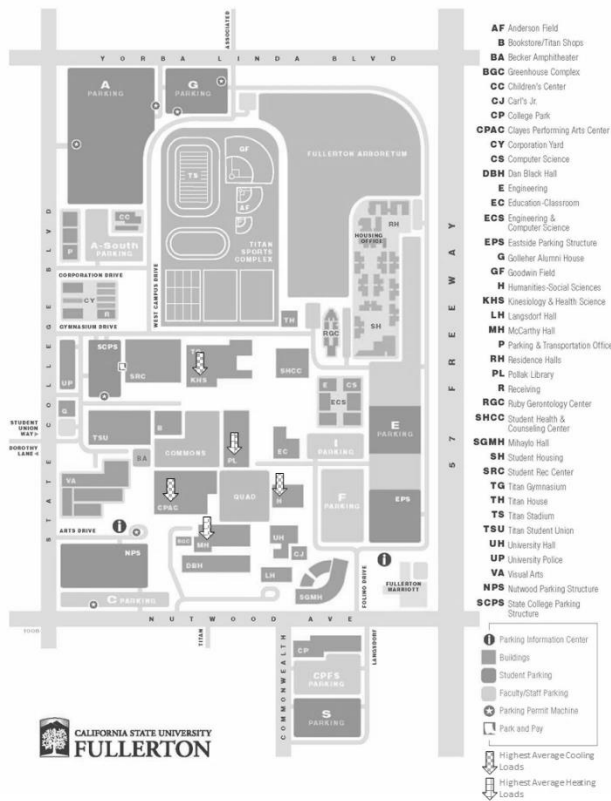 ASSOCIATED
YORBA LINDA BLVD
A
PARKING
G
PARKING
FULLERTON ARBORETUM
GF
TS
AF
CC
A-South
PARKING
P
TITAN
SPORTS
COMPLEX
HOUSING
OFFICE
RH
STATE COLLEGE BLVD
WEST CAMPUS DRIVE
57 FREEWAY
CORPORATION DRIVE
CY
R
GYMNASIUM DRIVE
TH
RGC
SH
SCPS
SRC
KHS
SHCC
UP
E
CS
ECS
G
STUDENT
UNION
WAY
DOROTHY
LANE
TSU
B
COMMONS
PL
EC
I
PARKING
E
PARKING
BA
VA
CPAC
QUAD
H
F
PARKING
EPS
ARTS DRIVE
NPS
BGC
MH
UH
CJ
DBH
LH
SGMH
FOLINO DRIVE
FULLERTON
MARRIOTT
C PARKING
NUTWOOD AVE
TITAN
COMMONWEALTH
LANGSDORF
CP
CPFS
PARKING
S
PARKING
CALIFORNIA STATE UNIVERSITY
FULLERTON
AF Anderson Field
B Bookstore/Titan Shops
BA Becker Amphitheater
BGC Greenhouse Complex
CC Children's Center
CJ Carl's Jr.
CP College Park
CPAC Clayes Performing Arts Center
CY Corporation Yard
CS Computer Science
DBH Dan Black Hall
E Engineering
EC Education-Classroom
ECS Engineering &
Computer Science
EPS Eastside Parking Structure
G Golleher Alumni House
GF Goodwin Field
H Humanities-Social Sciences
KHS Kinesiology & Health Science
LH Langsdorf Hall
MH McCarthy Hall
P Parking & Transportation Office
RH Residence Halls
PL Pollak Library
R Receiving
RGC Ruby Gerontology Center
SHCC Student Health &
Counseling Center
SGMH Mihaylo Hall
SH Student Housing
SRC Student Rec Center
TG Titan Gymnasium
TH Titan House
TS Titan Stadium
TSU Titan Student Union
UH University Hall
UP University Police
VA Visual Arts
NPS Nutwood Parking Structure
SCPS State College Parking
Structure
Parking Information Center
Buildings
Student Parking
Faculty/Staff Parking
Parking Permit Machine
Park and Pay
Highest Average Cooling
Loads
Highest Average Heating
Loads